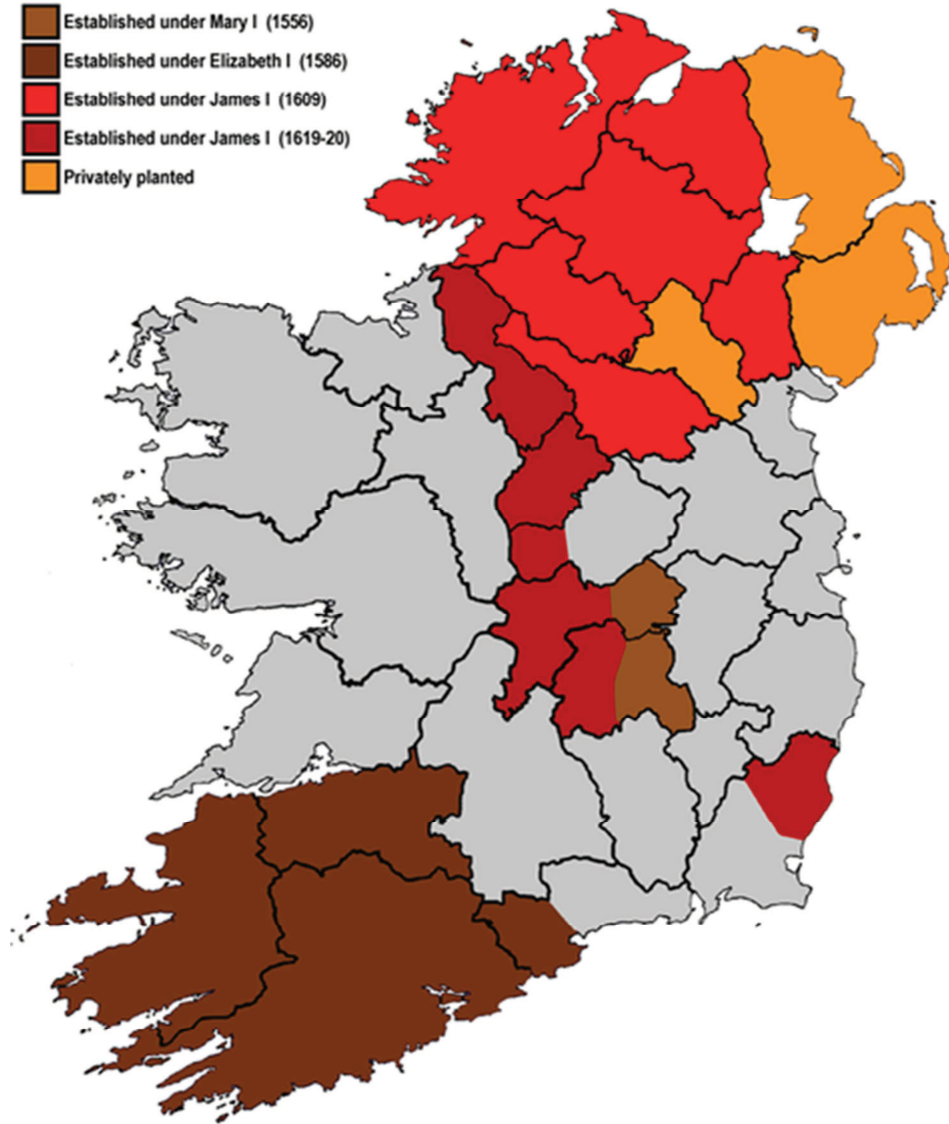 Established under Mary I (1556)
Established under Elizabeth I (1586)
Established under James I (1609)
Established under James I (1619-20)
Privately planted